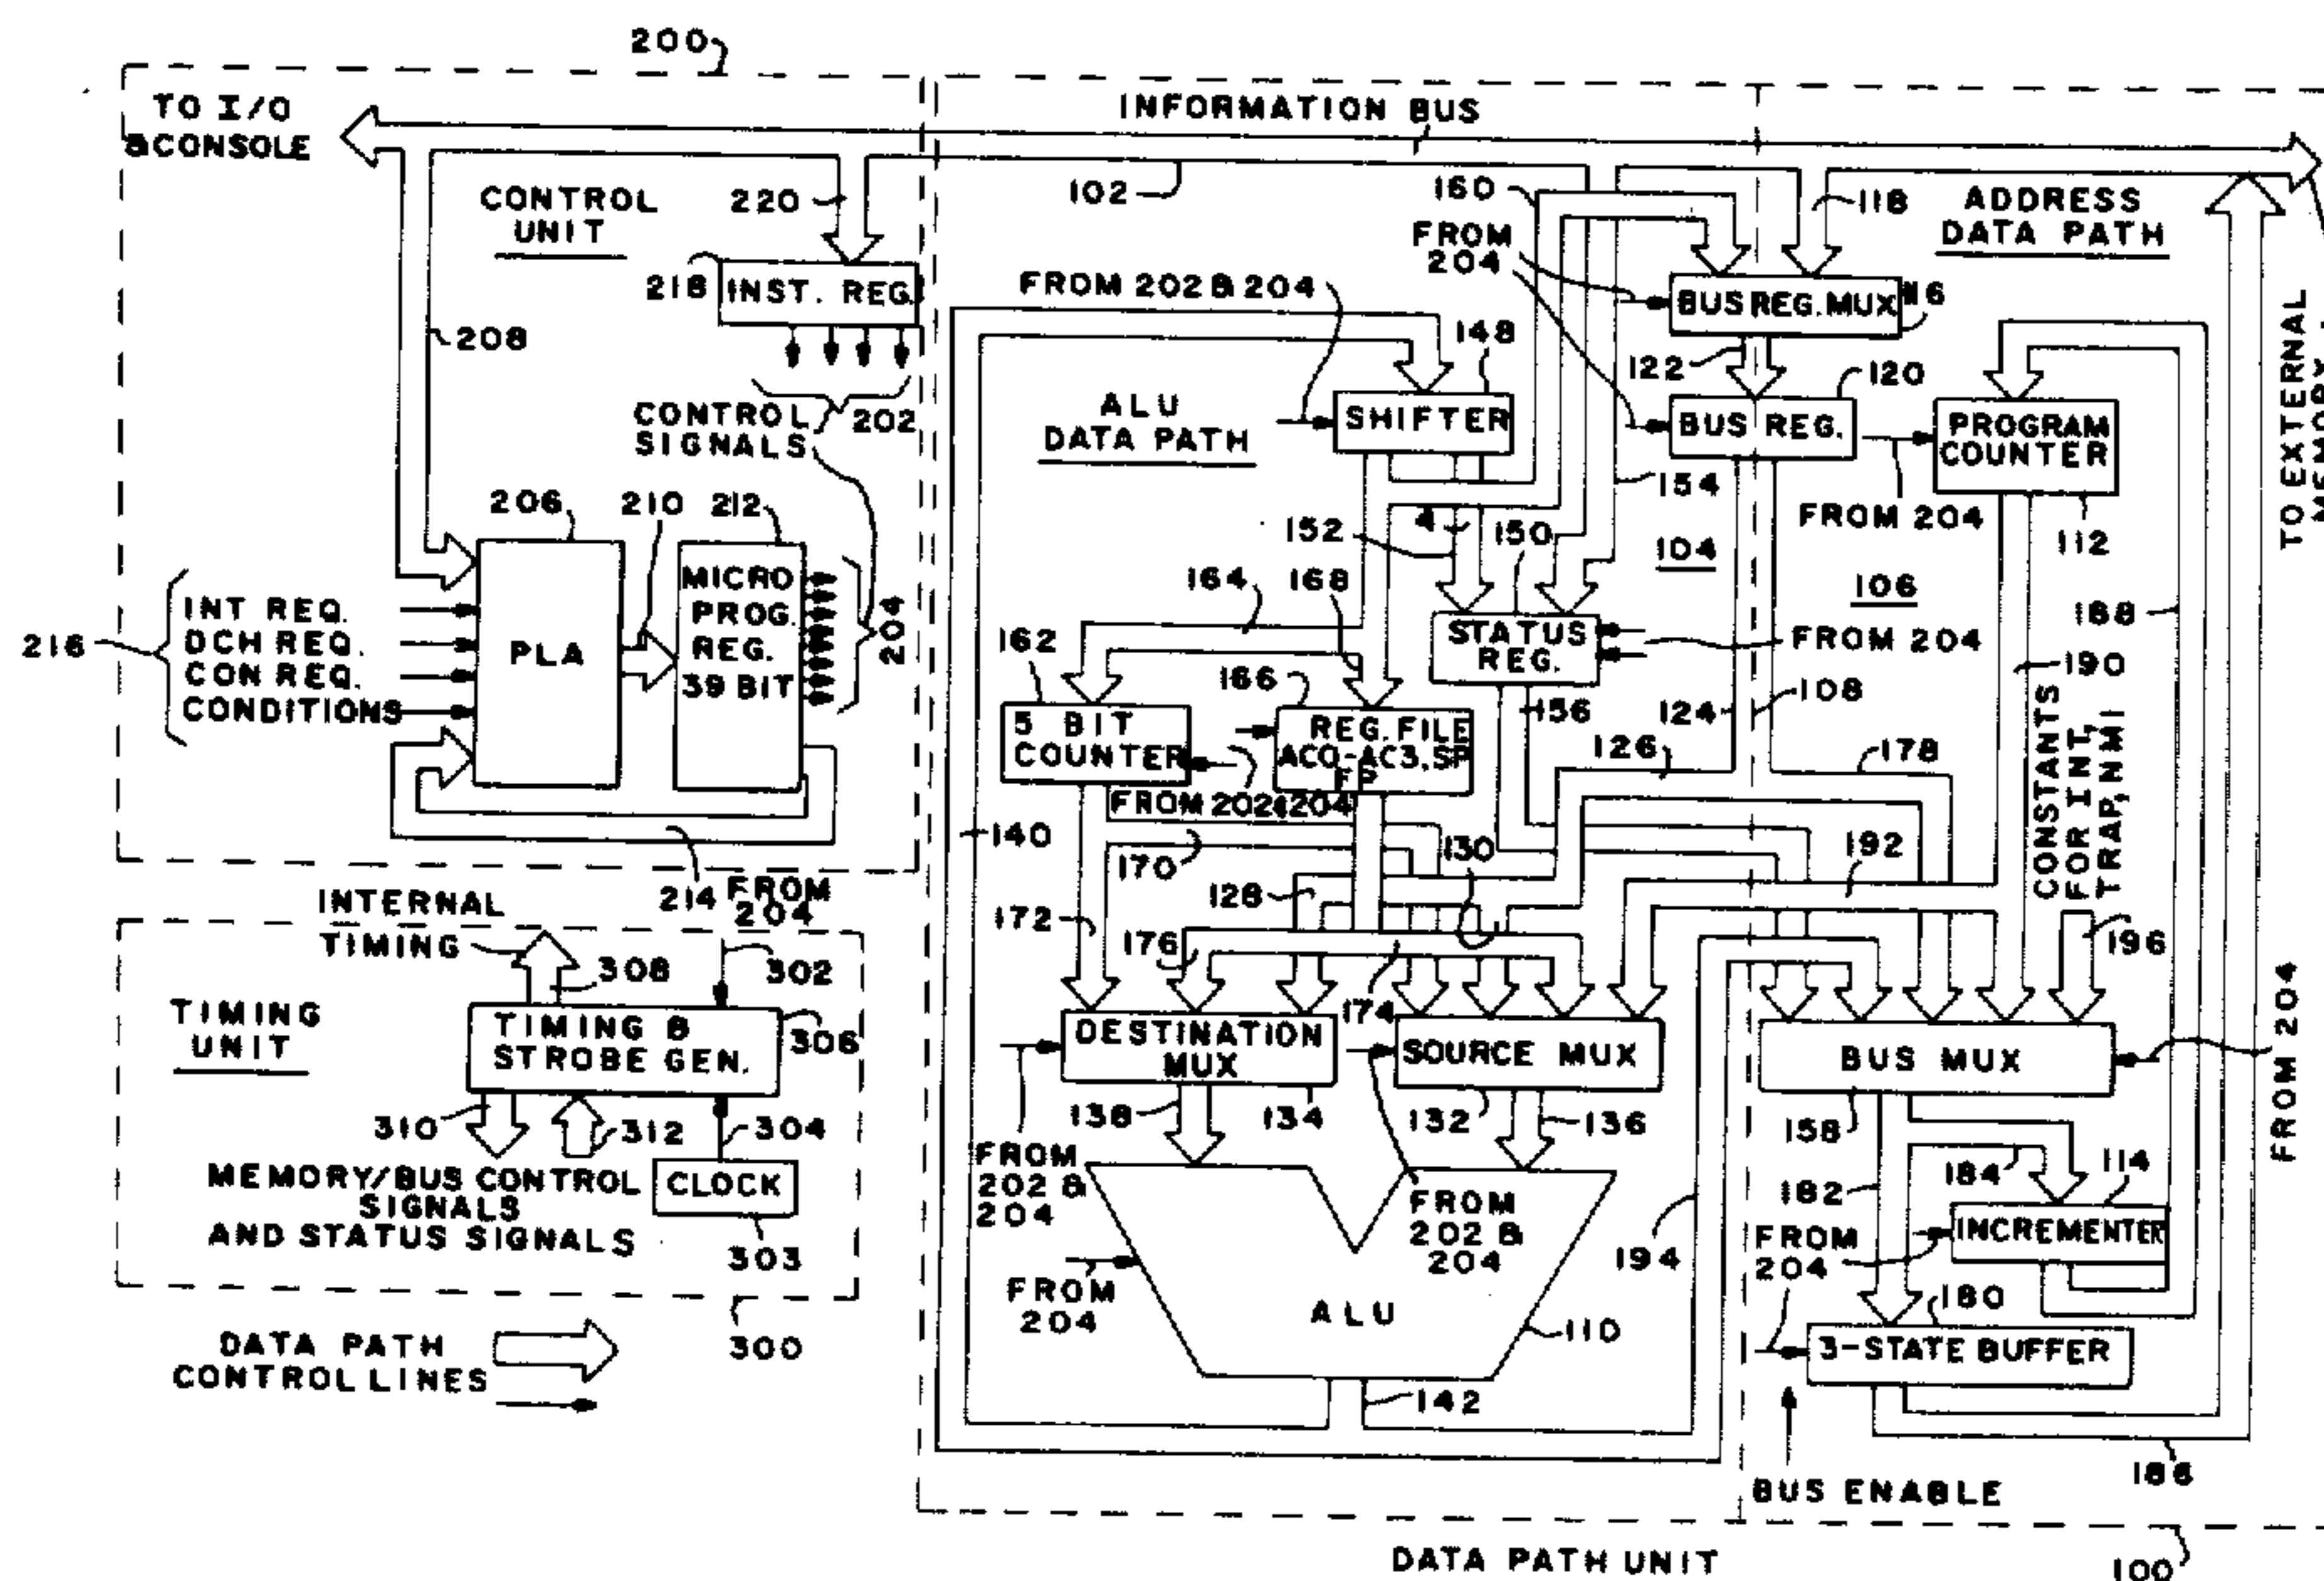 200
TO I/O
&CONSOLE
INFORMATION BUS
CONTROL
UNIT
220
102
160
118
ADDRESS
DATA PATH
FROM
204
218
INST. REG.
FROM 202 & 204
BUS REG. MUX
116
208
148
122
120
TO EXTERNAL
CONTROL
SIGNALS
202
ALU
DATA PATH
SHIFTER
BUS REG.
PROGRAM
COUNTER
154
FROM 204
112
206
210
212
152
4
150
104
106
188
164
168
MICRO
PROG.
REG.
39 BIT
204
PLA
216
INT REQ.
DCH REQ.
CON REQ.
CONDITIONS
162
166
STATUS
REG.
FROM 204
190
108
5 BIT
COUNTER
REG. FILE
AC0-AC3, SP
FP
156
124
126
178
FROM 202&204
CONSTANTS
FOR INT,
TRAP, NMI
140
170
130
192
214
FROM
204
INTERNAL
TIMING
172
128
176
196
308
302
174
TIMING
UNIT
TIMING &
STROBE GEN.
306
DESTINATION
MUX
SOURCE MUX
BUS MUX
FROM 204
310
312
304
138
134
132
136
158
184
114
MEMORY/BUS CONTROL
SIGNALS
AND STATUS SIGNALS
CLOCK
303
FROM
202 &
204
FROM
202 &
204
182
194
FROM
204
INCREMENTER
FROM
204
ALU
110
180
3-STATE BUFFER
300
DATA PATH
CONTROL LINES
142
186
BUS ENABLE
DATA PATH UNIT
100